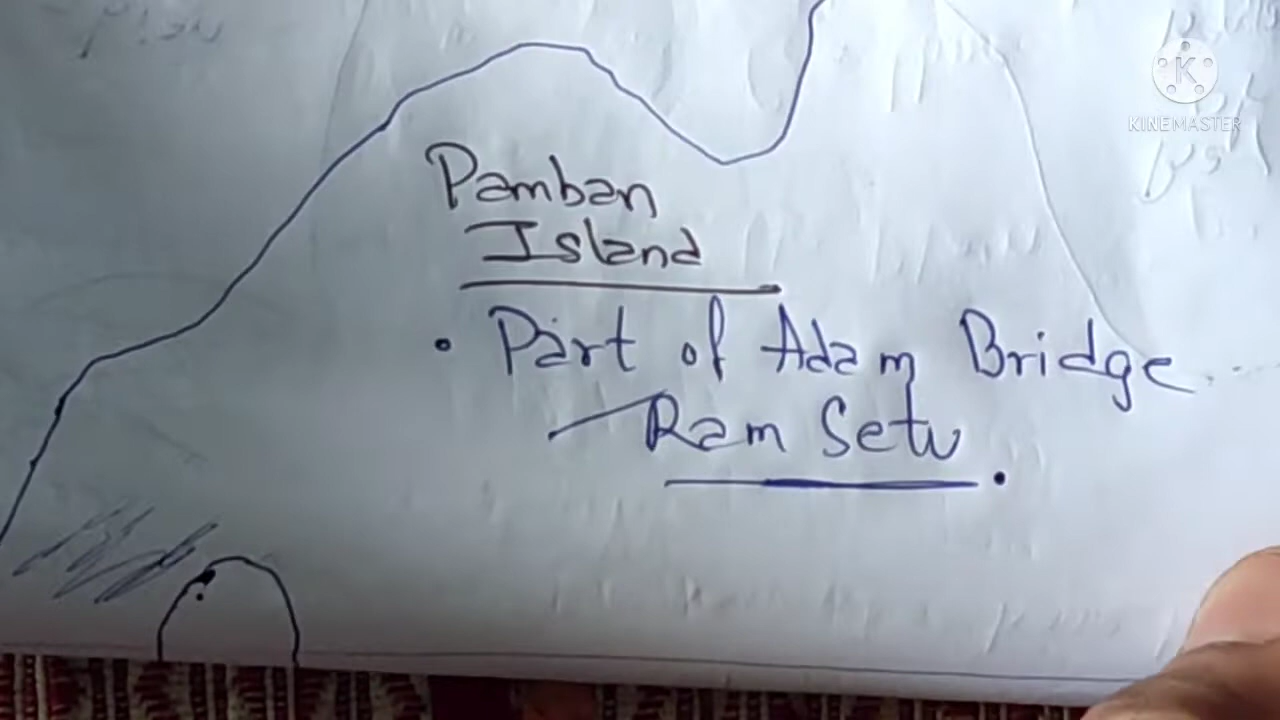 Pamban
Island
• Part of Adam Bridge
Ram Setu
KINEMASTER